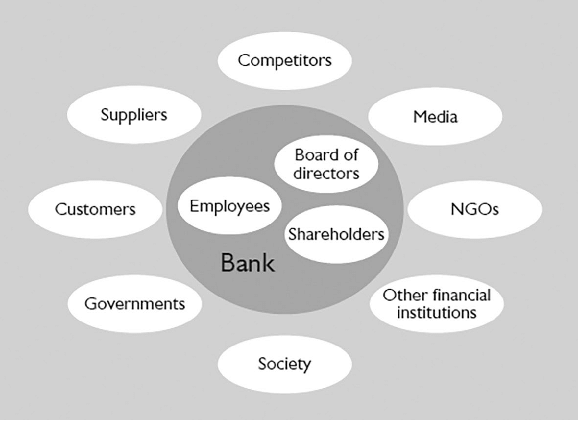 Competitors
Suppliers
Media
Board of
directors
Customers
Employees
NGOs
Shareholders
Bank
Governments
Other financial
institutions
Society